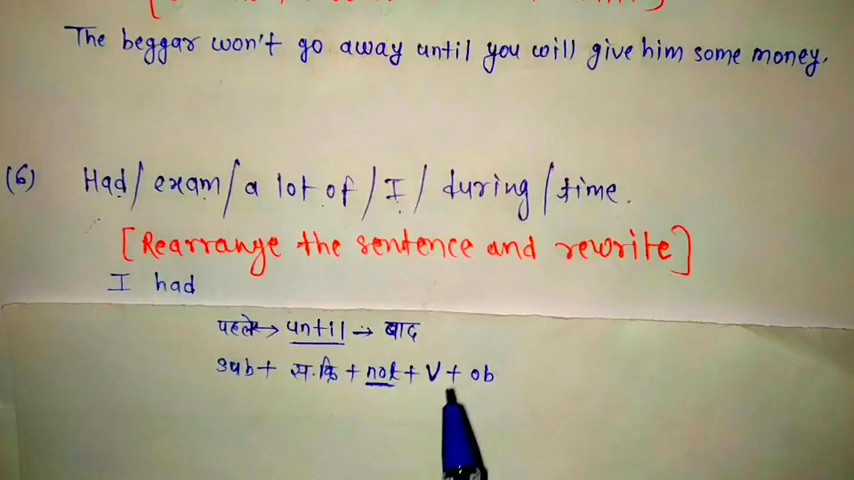 The beggar won't go away until you will give him some money.
(6) Had/ exam/ a lot of / I / during / time.
[Rearrange the sentence and rewrite]
I had
पहले → until → बाद
sub + स.क्रि + not + V + ob